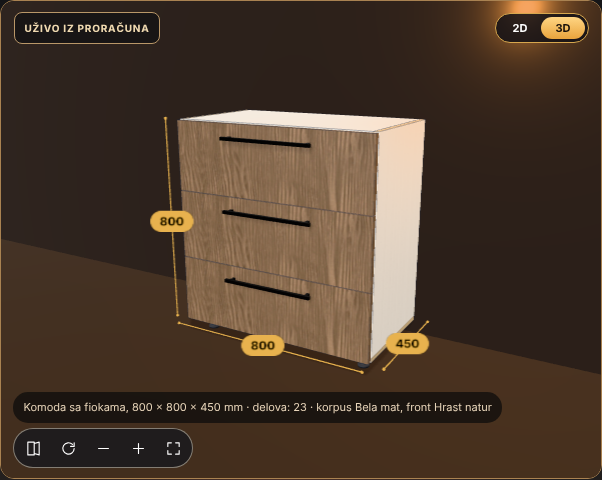 UŽIVO IZ PRORAČUNA
2D 3D
800
800
450
Komoda sa fiokama, 800 × 800 × 450 mm · delova: 23 · korpus Bela mat, front Hrast natur